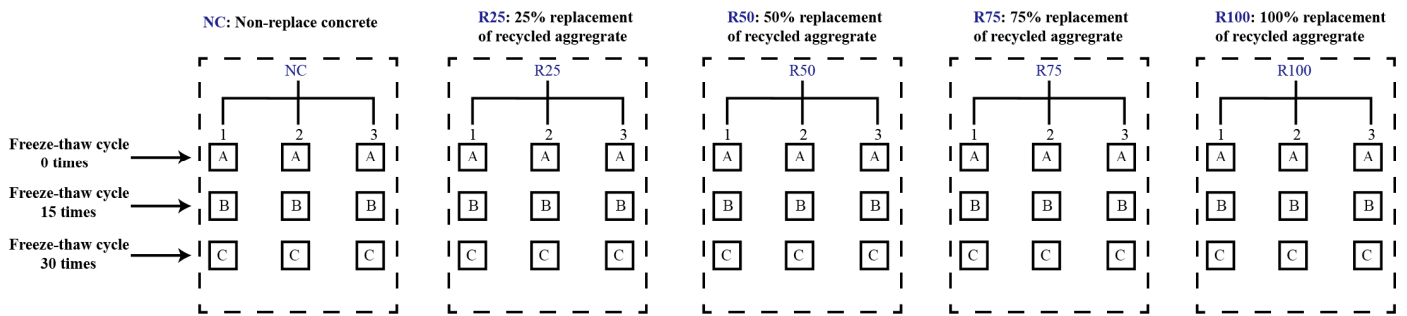 NC: Non-replace concrete
R25: 25% replacement
of recycled aggregrate
R50: 50% replacement
of recycled aggregrate
R75: 75% replacement
of recycled aggregrate
R100: 100% replacement
of recycled aggregrate
NC R25 R50 R75 R100
1 2 3 1 2 3 1 2 3 1 2 3 1 2 3
Freeze-thaw cycle
0 times
A A A A A A A A A A A A A A A
Freeze-thaw cycle
15 times
B B B B B B B B B B B B B B B
Freeze-thaw cycle
30 times
C C C C C C C C C C C C C C C